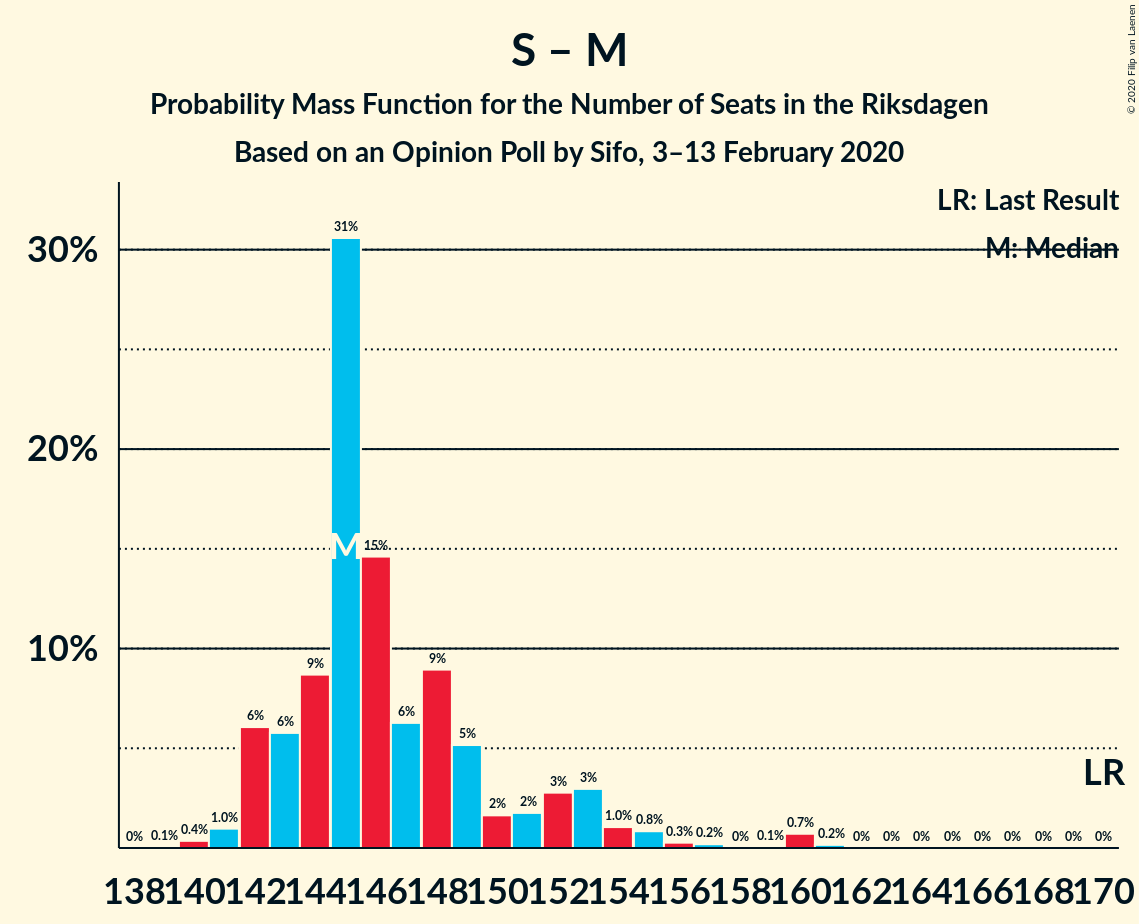 S – M
Probability Mass Function for the Number of Seats in the Riksdagen
Based on an Opinion Poll by Sifo, 3–13 February 2020
© 2020 Filip van Laenen
LR: Last Result
M: Median
30%
20%
10%
0% 0.1% 0.4% 1.0% 6% 6% 9% 31% 15% 6% 9% 5% 2% 2% 3% 3% 1.0% 0.8% 0.3% 0.2% 0% 0.1% 0.7% 0.2% 0% 0% 0% 0% 0% 0% 0% 0% 0%
M
LR
138 140 142 144 146 148 150 152 154 156 158 160 162 164 166 168 170